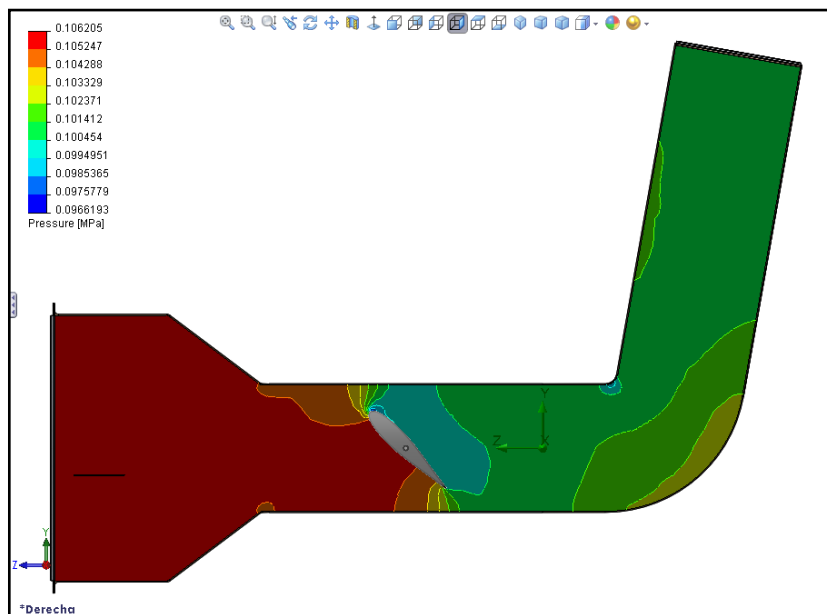 0.106205
0.105247
0.104288
0.103329
0.102371
0.101412
0.100454
0.0994951
0.0985365
0.0975779
0.0966193
Pressure [MPa]
Y
Z
X
Y
Z
*Derecha